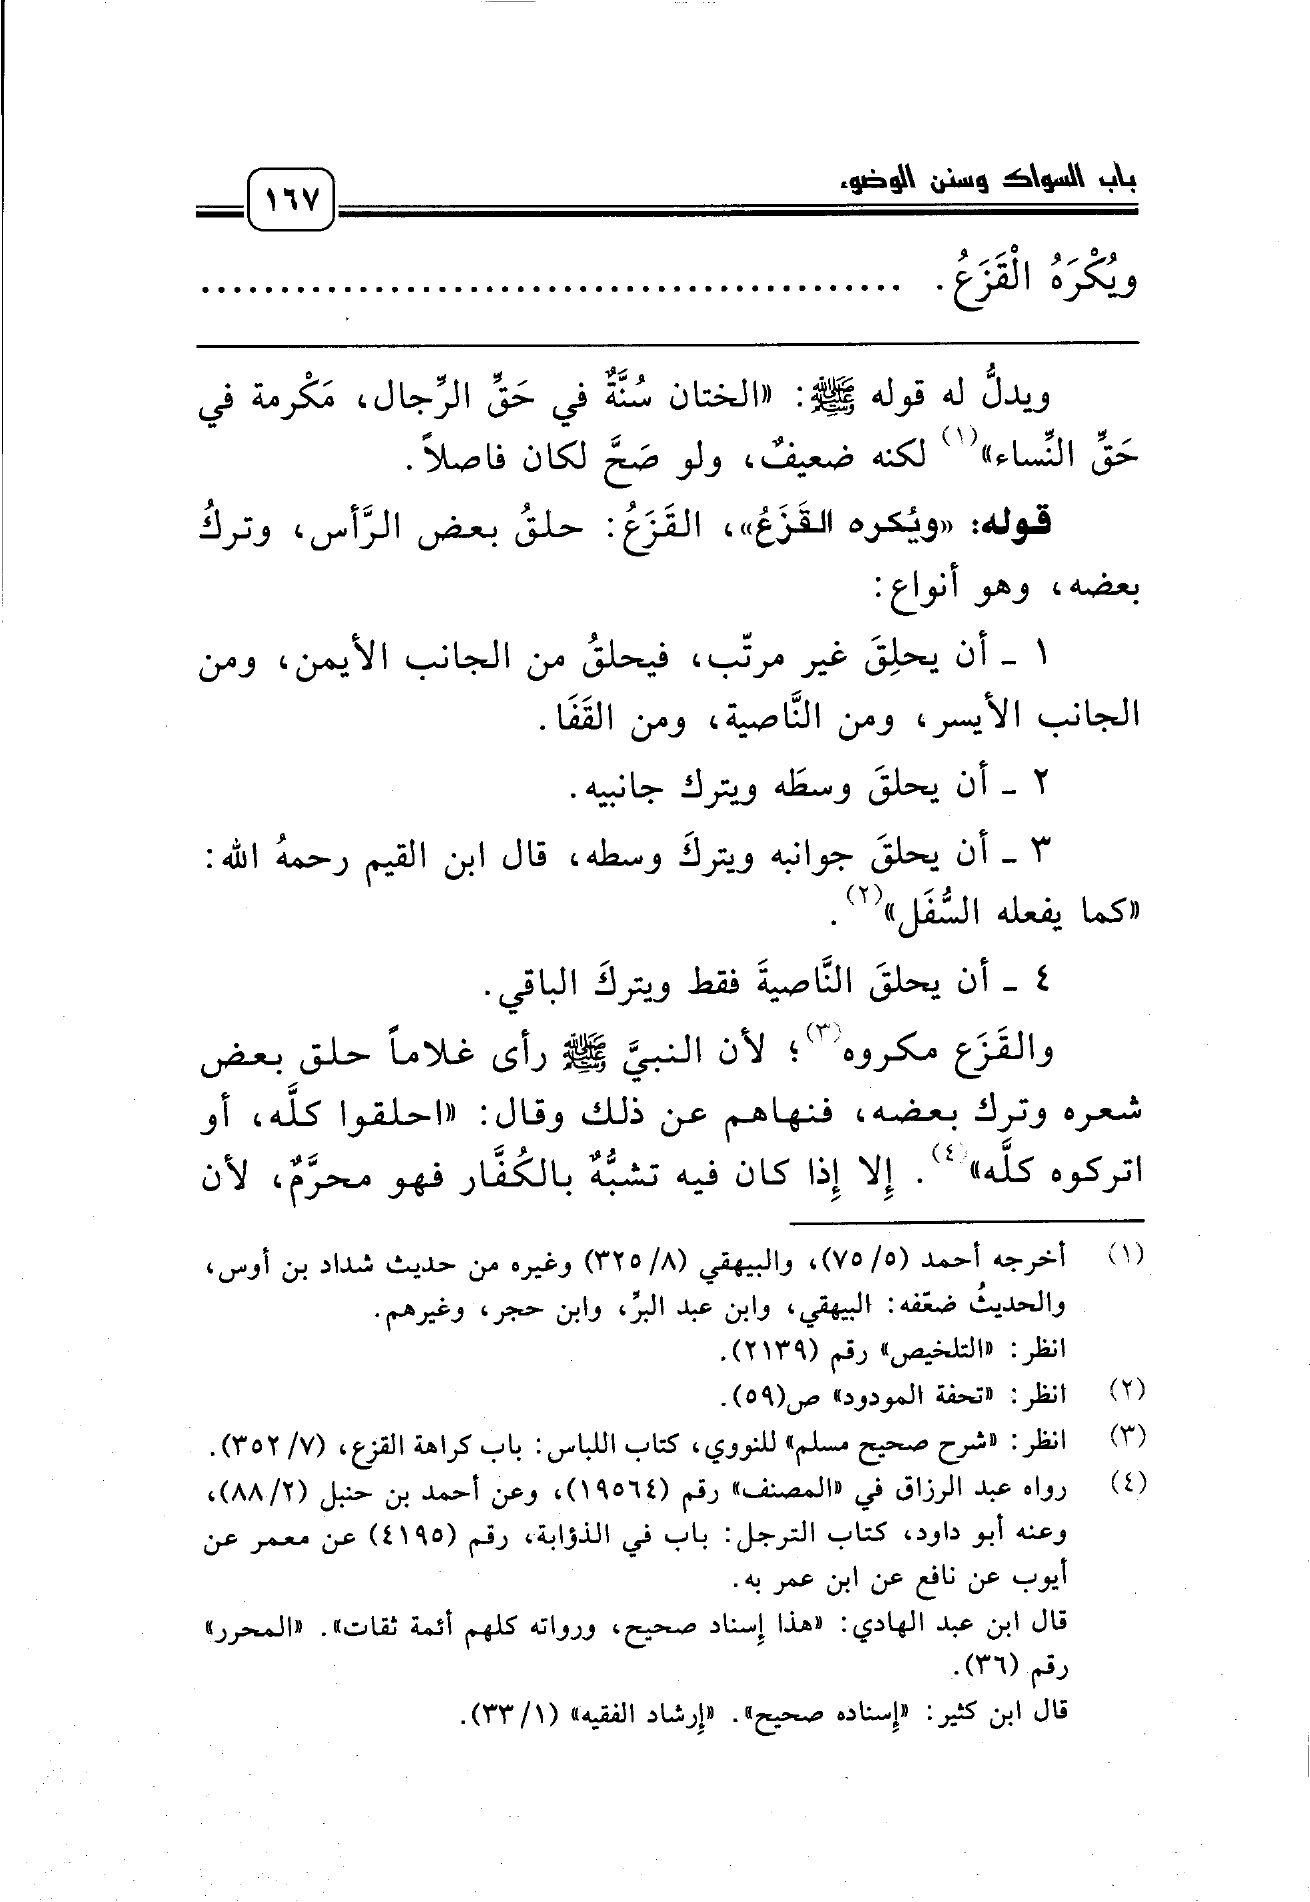 باب السواك وسنن الوضوء
١٦٧
ويُكْرَهُ الْقَزَعُ. .............................................
ويدلُّ له قوله ﷺ: «الختان سُنَّةٌ في حَقِّ الرِّجال، مَكْرمة في
حَقِّ النِّساء»(١) لكنه ضعيفٌ، ولو صَحَّ لكان فاصلاً.
قوله: «ويُكره القَزَعُ»، القَزَعُ: حلقُ بعض الرَّأس، وتركُ
بعضه، وهو أنواع:
١ ـ أن يحلِقَ غير مرتّب، فيحلقُ من الجانب الأيمن، ومن
الجانب الأيسر، ومن النَّاصية، ومن القَفَا.
٢ ـ أن يحلقَ وسطَه ويترك جانبيه.
٣ ـ أن يحلقَ جوانبه ويتركَ وسطه، قال ابن القيم رحمهُ الله:
«كما يفعله السُّفَل»(٢).
٤ ـ أن يحلقَ النَّاصيةَ فقط ويتركَ الباقي.
والقَزَع مكروه(٣)؛ لأن النبيَّ ﷺ رأى غلاماً حلق بعض
شعره وترك بعضه، فنهاهم عن ذلك وقال: «احلقوا كلَّه، أو
اتركوه كلَّه»(٤). إِلا إِذا كان فيه تشبُّهٌ بالكُفَّار فهو محرَّمٌ، لأن
(١) أخرجه أحمد (٥/ ٧٥)، والبيهقي (٨/ ٣٢٥) وغيره من حديث شداد بن أوس،
والحديثُ ضعّفه: البيهقي، وابن عبد البرِّ، وابن حجر، وغيرهم.
انظر: «التلخيص» رقم (٢١٣٩).
(٢) انظر: «تحفة المودود» ص(٥٩).
(٣) انظر: «شرح صحيح مسلم» للنووي، كتاب اللباس: باب كراهة القزع، (٧/ ٣٥٢).
(٤) رواه عبد الرزاق في «المصنف» رقم (١٩٥٦٤)، وعن أحمد بن حنبل (٢/ ٨٨)،
وعنه أبو داود، كتاب الترجل: باب في الذؤابة، رقم (٤١٩٥) عن معمر عن
أيوب عن نافع عن ابن عمر به.
قال ابن عبد الهادي: «هذا إِسناد صحيح، ورواته كلهم أئمة ثقات». «المحرر»
رقم (٣٦).
قال ابن كثير: «إِسناده صحيح». «إِرشاد الفقيه» (١/ ٣٣).